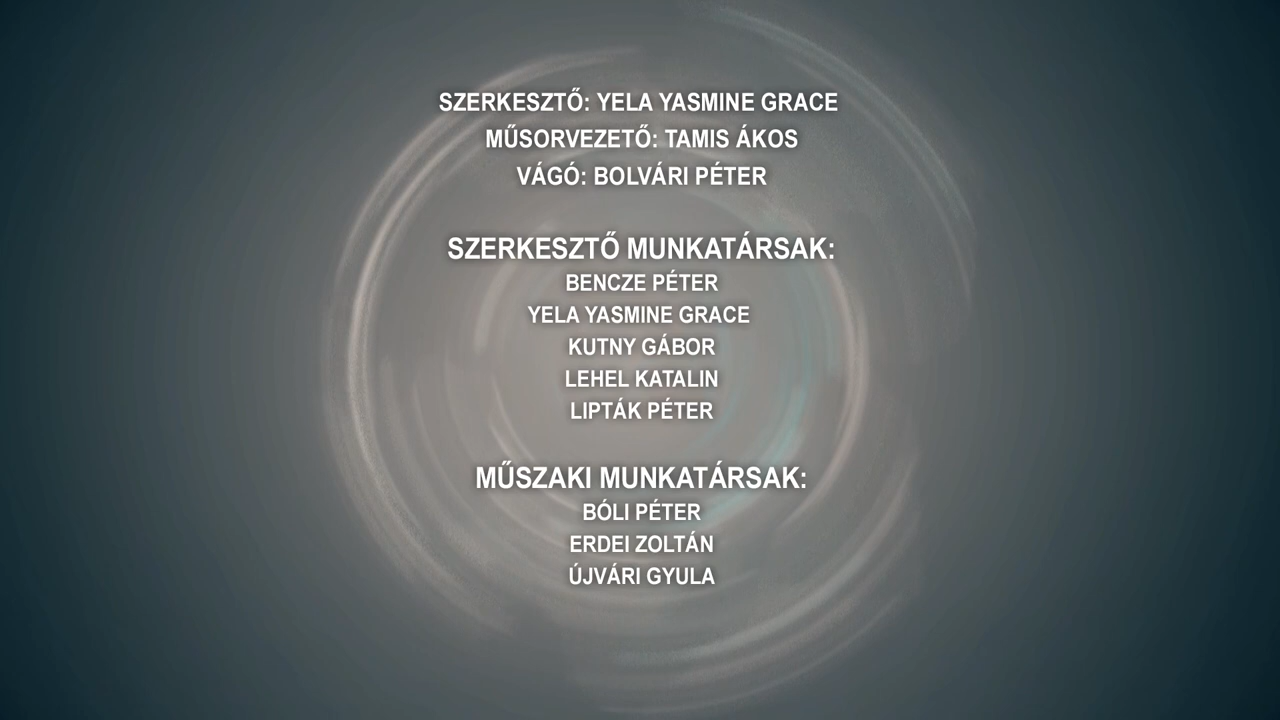 SZERKESZTŐ: YELA YASMINE GRACE
MŰSORVEZETŐ: TAMIS ÁKOS
VÁGÓ: BOLVÁRI PÉTER
SZERKESZTŐ MUNKATÁRSAK:
BENCZE PÉTER
YELA YASMINE GRACE
KUTNY GÁBOR
LEHEL KATALIN
LIPTÁK PÉTER
MŰSZAKI MUNKATÁRSAK:
BÓLI PÉTER
ERDEI ZOLTÁN
ÚJVÁRI GYULA